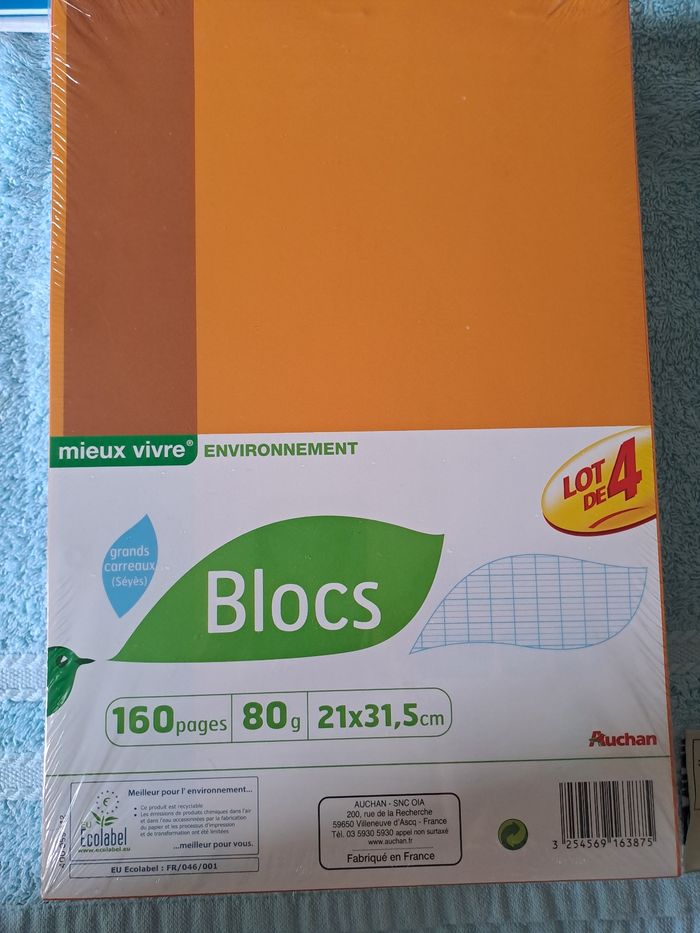 mieux vivre® ENVIRONNEMENT
LOT
DE 4
grands
carreaux
(Séyès)
Blocs
160 pages 80 g 21x31,5 cm
Auchan
Meilleur pour l' environnement...
• Ce produit est recyclable
• Les émissions de produits chimiques dans l'air
et dans l'eau occasionnées par la fabrication
du papier et les processus d'impression
et de transformation ont été limitées
...meilleur pour vous.
EU
Ecolabel
www.ecolabel.eu
EU Ecolabel : FR/046/001
AUCHAN - SNC OIA
200, rue de la Recherche
59650 Villeneuve d'Ascq - France
Tél. 03 5930 5930 appel non surtaxé
www.auchan.fr
Fabriqué en France
3 254569 163875